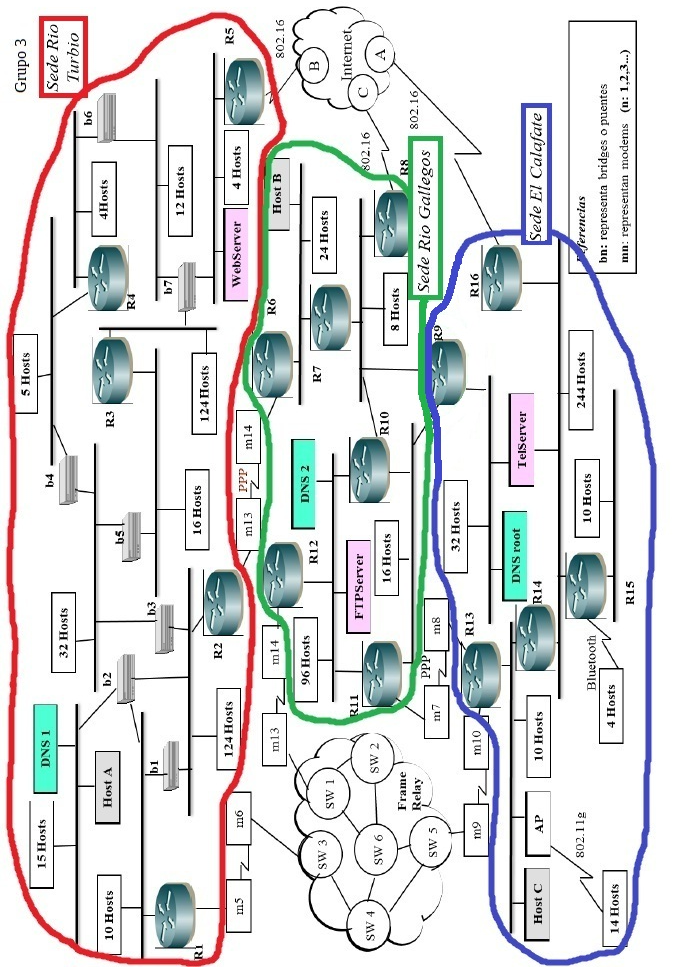 Grupo 3
Sede Rio
Turbio
b6
R5
802.16
B
Internet
A
C
802.16
802.16
4Hosts
12 Hosts
4 Hosts
WebServer
b7
R4
5 Hosts
R3
124 Hosts
b4
b5
16 Hosts
32 Hosts
b3
b2
R2
124 Hosts
DNS 1
Host A
15 Hosts
b1
10 Hosts
R1
Host B
R8
Sede Rio Gallegos
24 Hosts
R6
R7
8 Hosts
R9
m14
PPP
m13
DNS 2
R10
R12
FTPServer
16 Hosts
m14
96 Hosts
R11
m13
m8
PPP
m7
m6
m5
SW 1
SW 2
SW 3
Frame
Relay
SW 6
SW 5
SW 4
m10
m9
Sede El Calafate
R16
Referencias
bn: representa bridges o puentes
mn: representan modems (n: 1,2,3...)
TelServer
244 Hosts
32 Hosts
DNS root
10 Hosts
R13
R14
R15
Bluetooth
4 Hosts
10 Hosts
AP
802.11g
Host C
14 Hosts